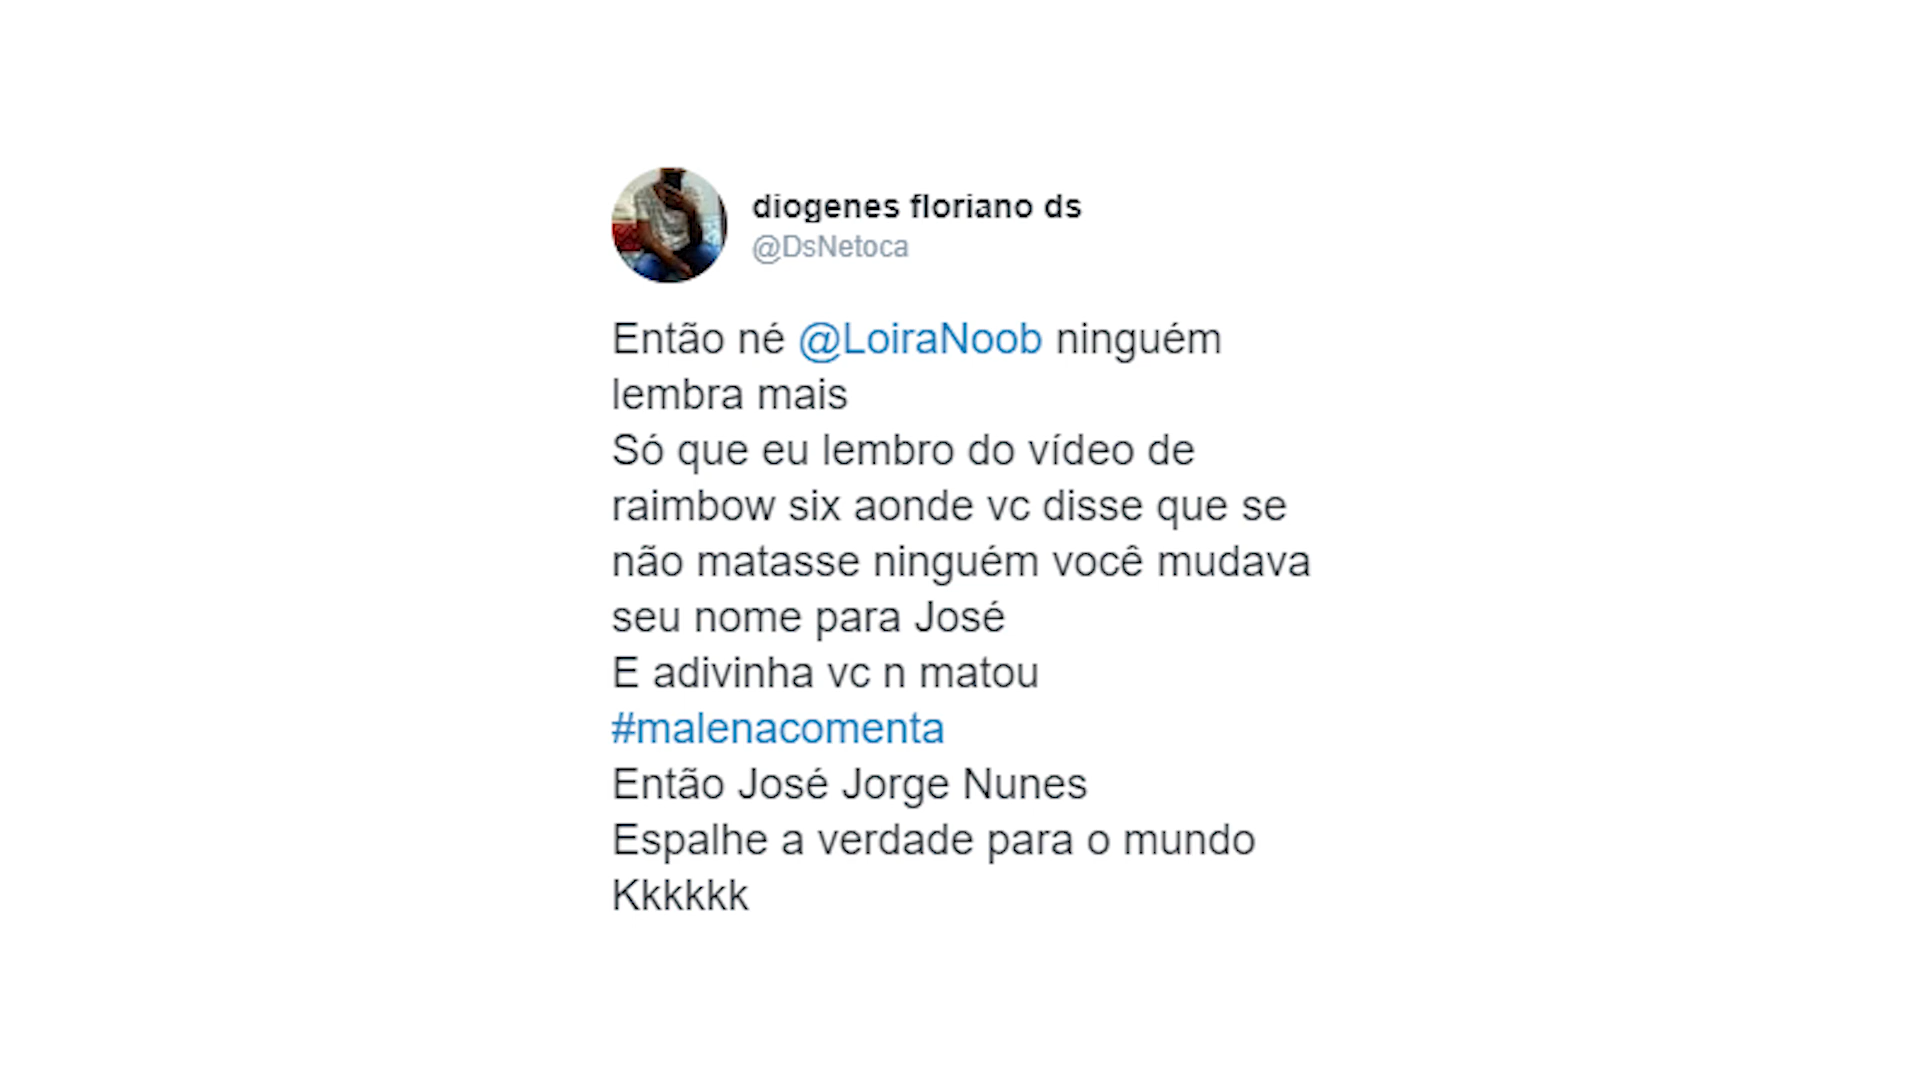 diogenes floriano ds
@DsNetoca
Então né @LoiraNoob ninguém
lembra mais
Só que eu lembro do vídeo de
raimbow six aonde vc disse que se
não matasse ninguém você mudava
seu nome para José
E adivinha vc n matou
#malenacomenta
Então José Jorge Nunes
Espalhe a verdade para o mundo
Kkkkkk